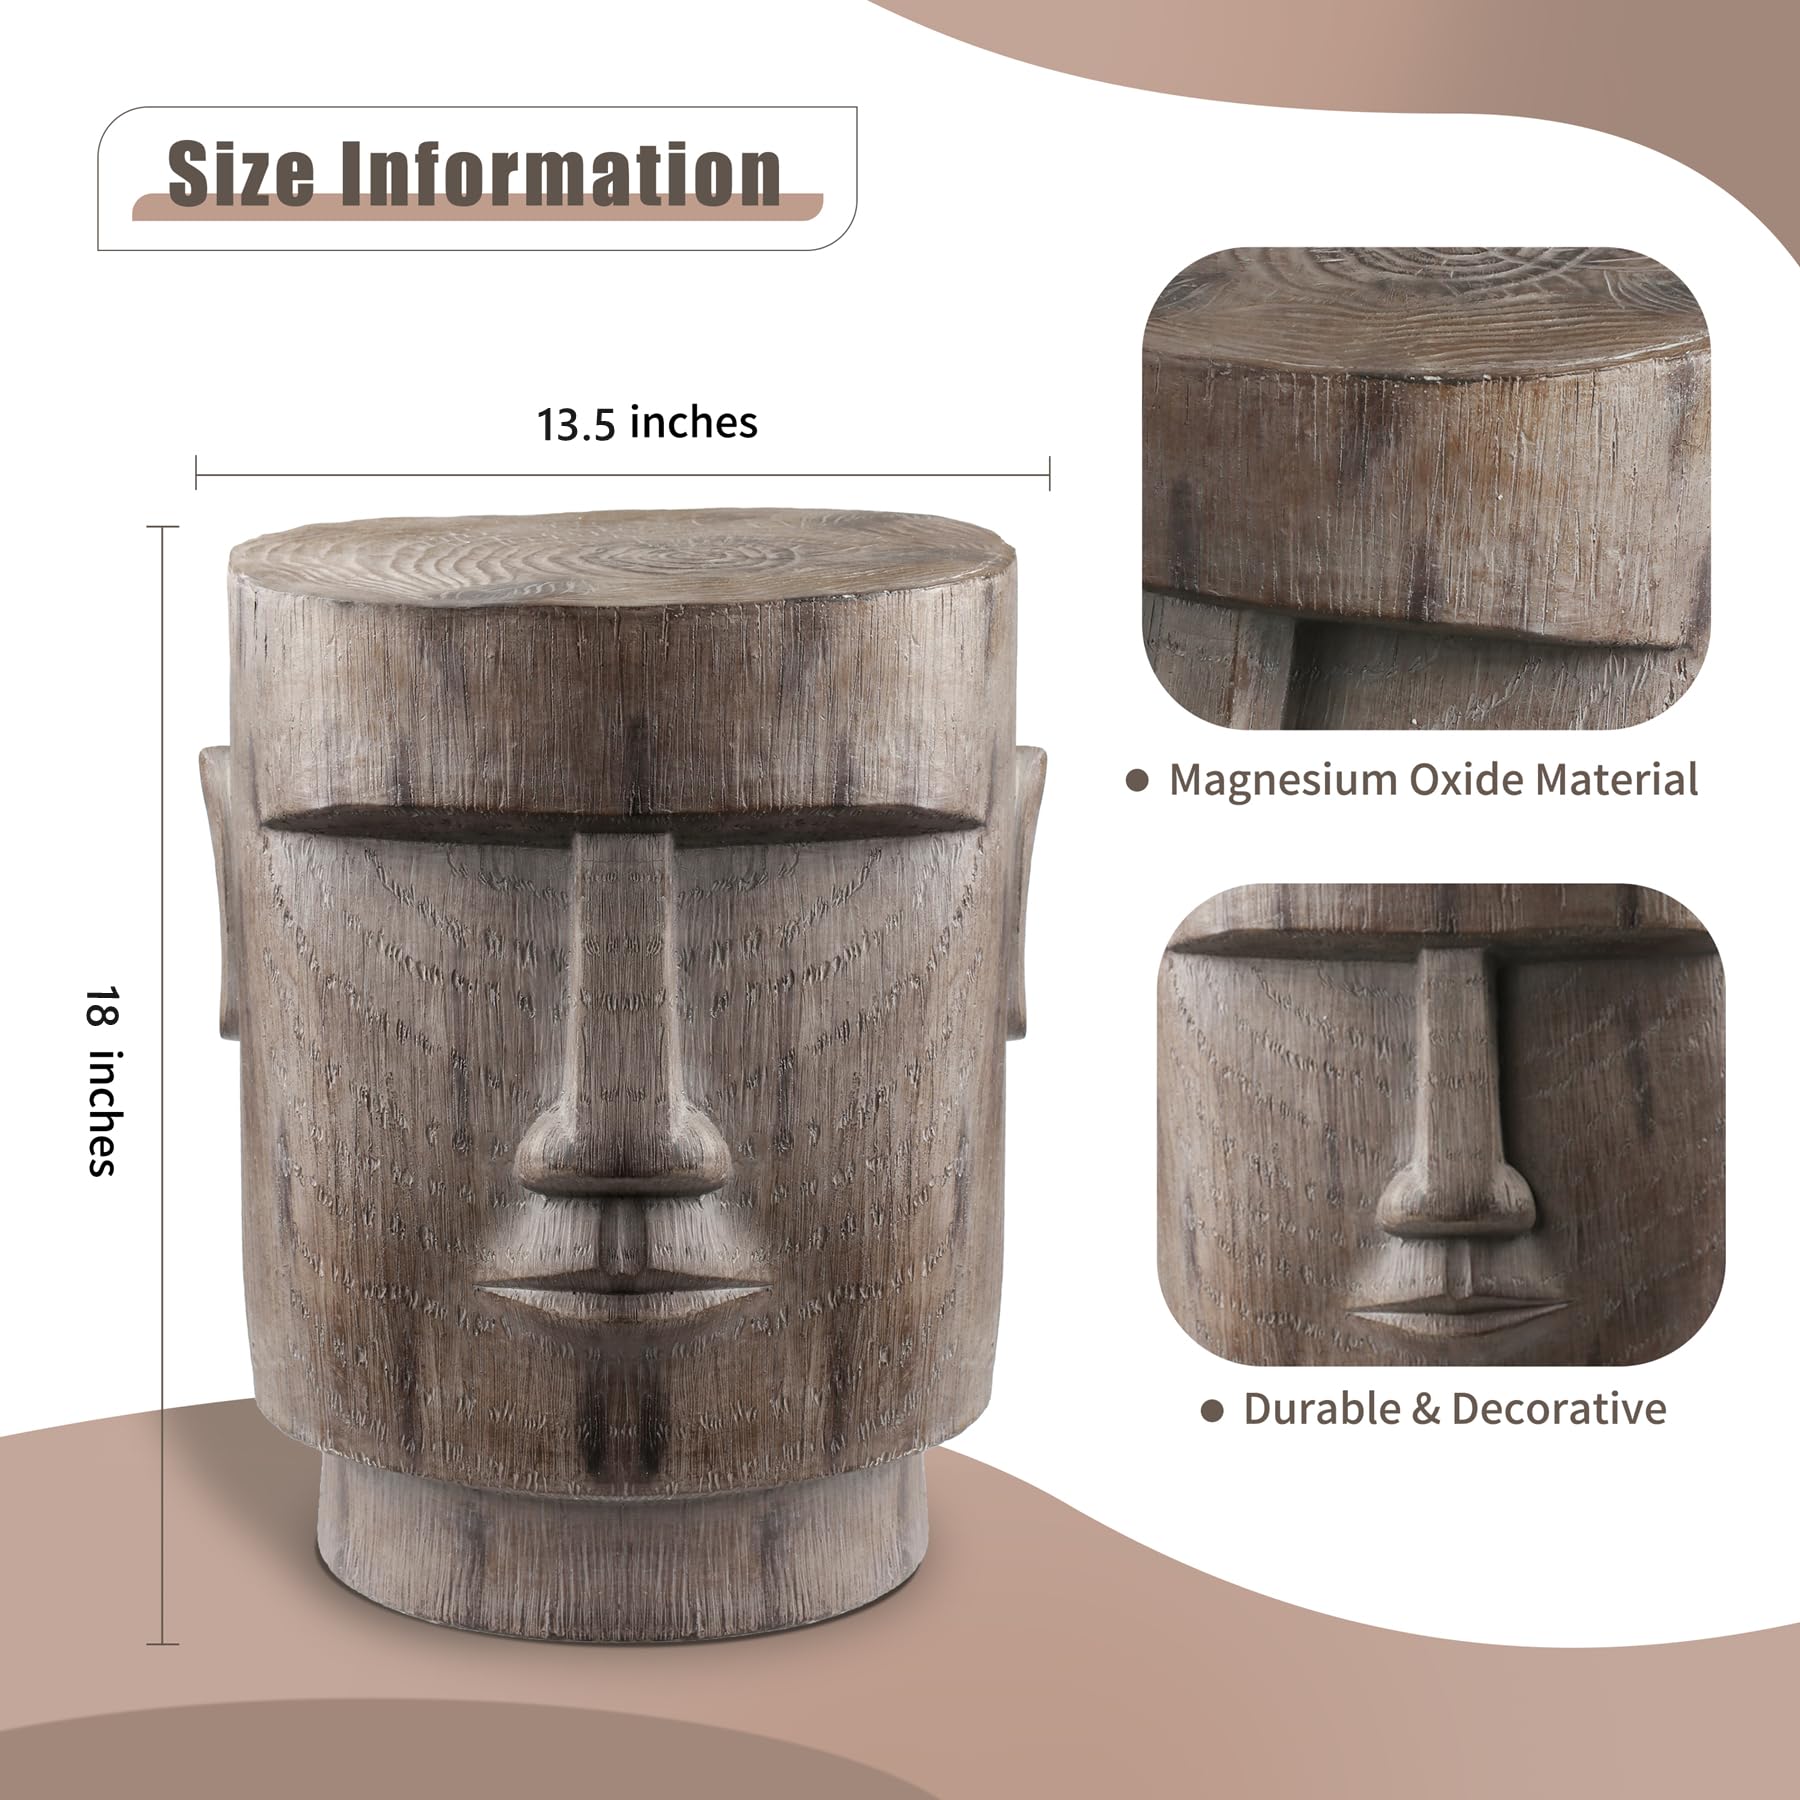 Size Information
13.5 inches
18 inches
● Magnesium Oxide Material
● Durable & Decorative